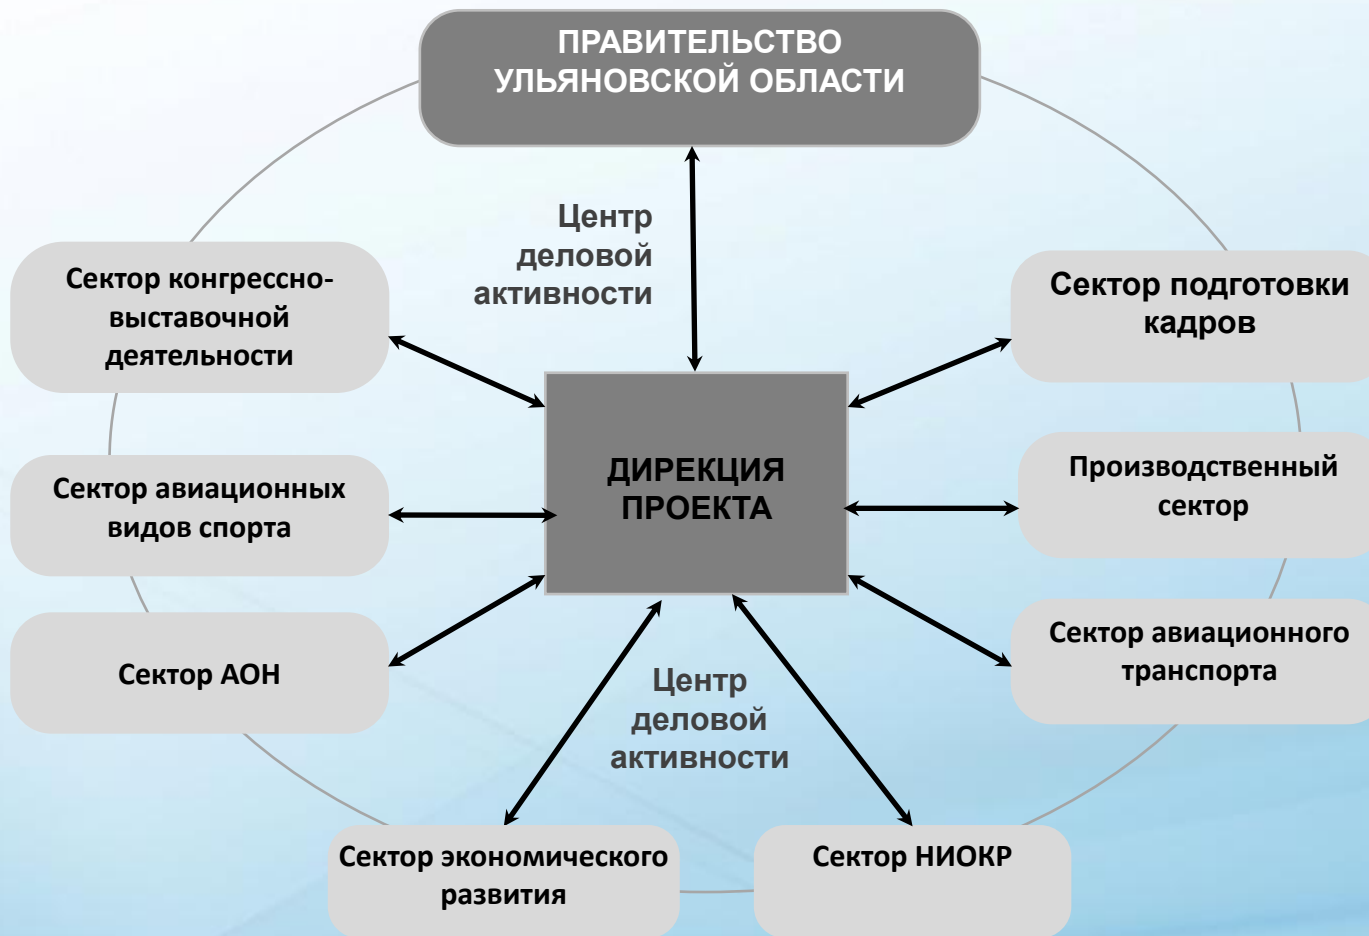 ПРАВИТЕЛЬСТВО
УЛЬЯНОВСКОЙ ОБЛАСТИ
Центр
деловой
активности
Сектор конгрессно-
выставочной
деятельности
Сектор подготовки
кадров
ДИРЕКЦИЯ
ПРОЕКТА
Сектор авиационных
видов спорта
Производственный
сектор
Сектор АОН
Сектор авиационного
транспорта
Центр
деловой
активности
Сектор экономического
развития
Сектор НИОКР